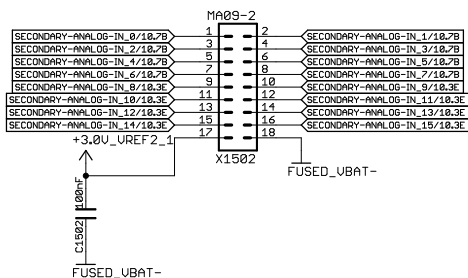 MA09-2
SECONDARY-ANALOG-IN_0/10.7B 1 2 SECONDARY-ANALOG-IN_1/10.7B
SECONDARY-ANALOG-IN_2/10.7B 3 4 SECONDARY-ANALOG-IN_3/10.7B
SECONDARY-ANALOG-IN_4/10.7B 5 6 SECONDARY-ANALOG-IN_5/10.7B
SECONDARY-ANALOG-IN_6/10.7B 7 8 SECONDARY-ANALOG-IN_7/10.7B
SECONDARY-ANALOG-IN_8/10.3E 9 10 SECONDARY-ANALOG-IN_9/10.3E
SECONDARY-ANALOG-IN_10/10.3E 11 12 SECONDARY-ANALOG-IN_11/10.3E
SECONDARY-ANALOG-IN_12/10.3E 13 14 SECONDARY-ANALOG-IN_13/10.3E
SECONDARY-ANALOG-IN_14/10.3E 15 16 SECONDARY-ANALOG-IN_15/10.3E
17 18
+3.0V_VREF2_1
X1502
FUSED_VBAT-
100nF
C1502
FUSED_VBAT-